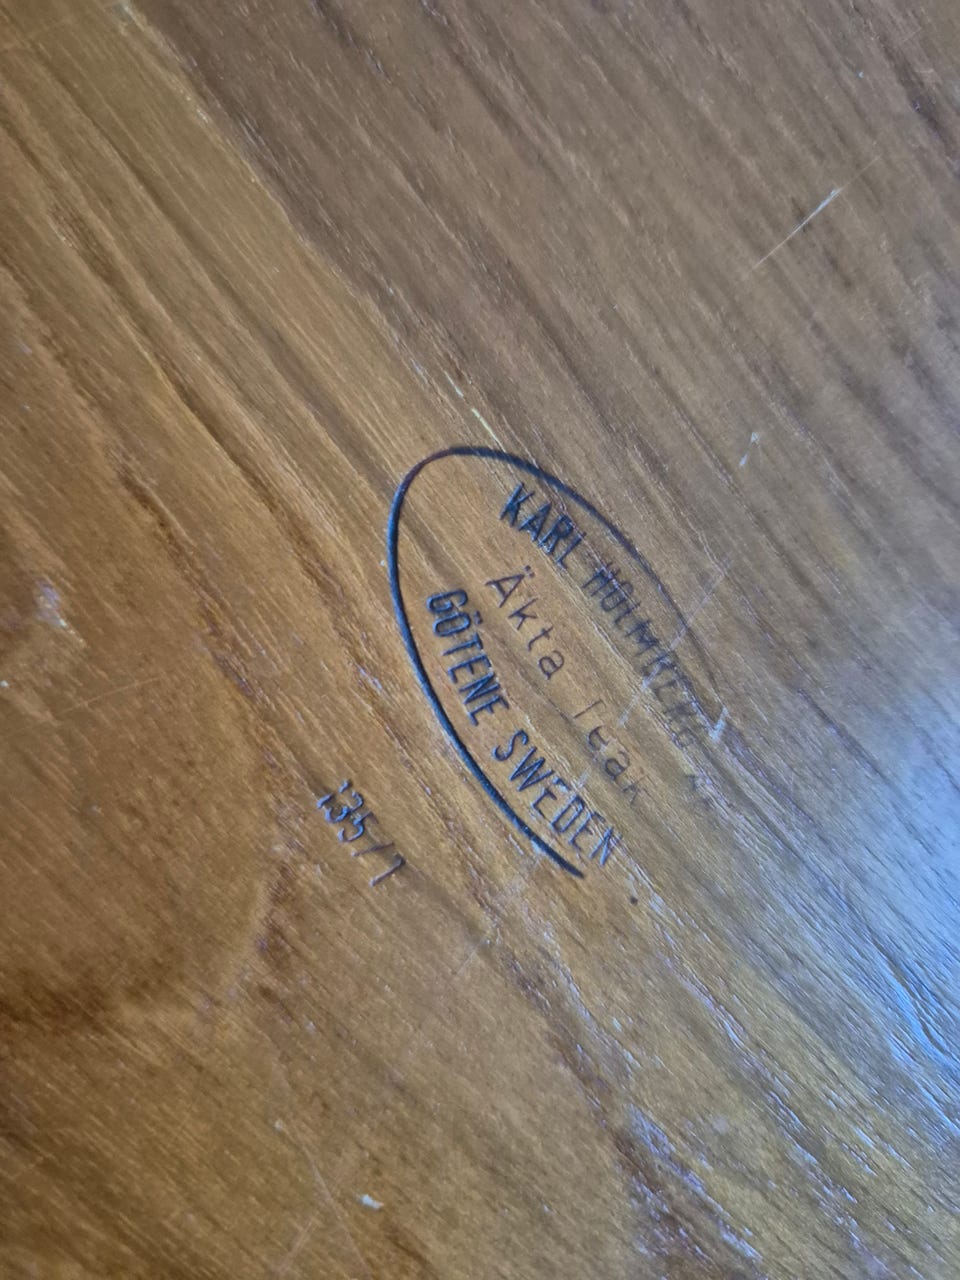 KARL HOLMBERG A
Äkta Teak
GÖTENE SWEDEN
135/1